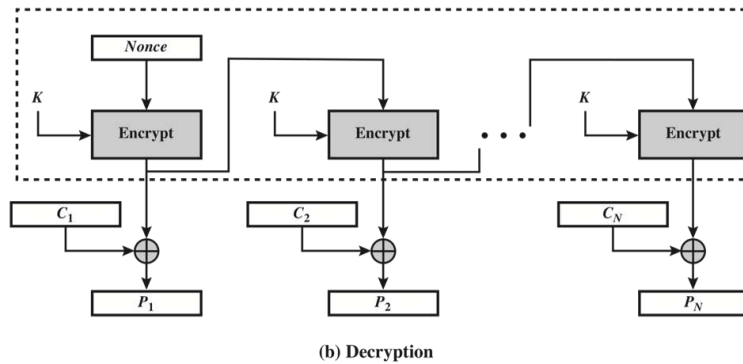 Nonce
K K K
Encrypt Encrypt • • • Encrypt
C1 C2 CN
P1 P2 PN
(b) Decryption